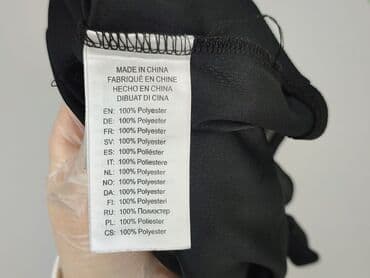 MADE IN CHINA
FABRIQUÉ EN CHINE
HECHO EN CHINA
DIBUAT DI CINA
EN: 100% Polyester
DE: 100% Polyester
FR: 100% Polyester
SV: 100% Polyester
ES: 100% Poliéster
IT: 100% Poliestere
NL: 100% Polyester
NO: 100% Polyester
DA: 100% Polyester
FI: 100% Polyesteri
RU: 100% Полиэстер
PL: 100% Poliester
CS: 100% Polyester